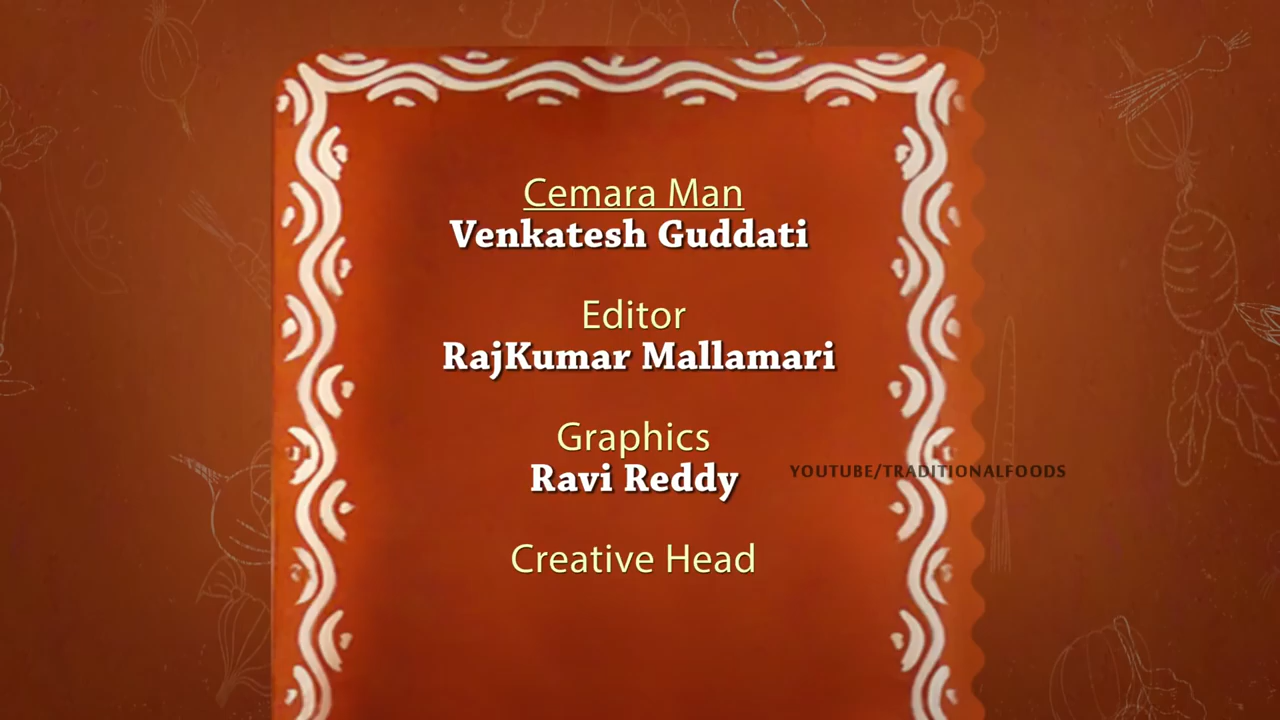 Cemara Man
Venkatesh Guddati
Editor
RajKumar Mallamari
Graphics
Ravi Reddy
YOUTUBE/TRADITIONALFOODS
Creative Head